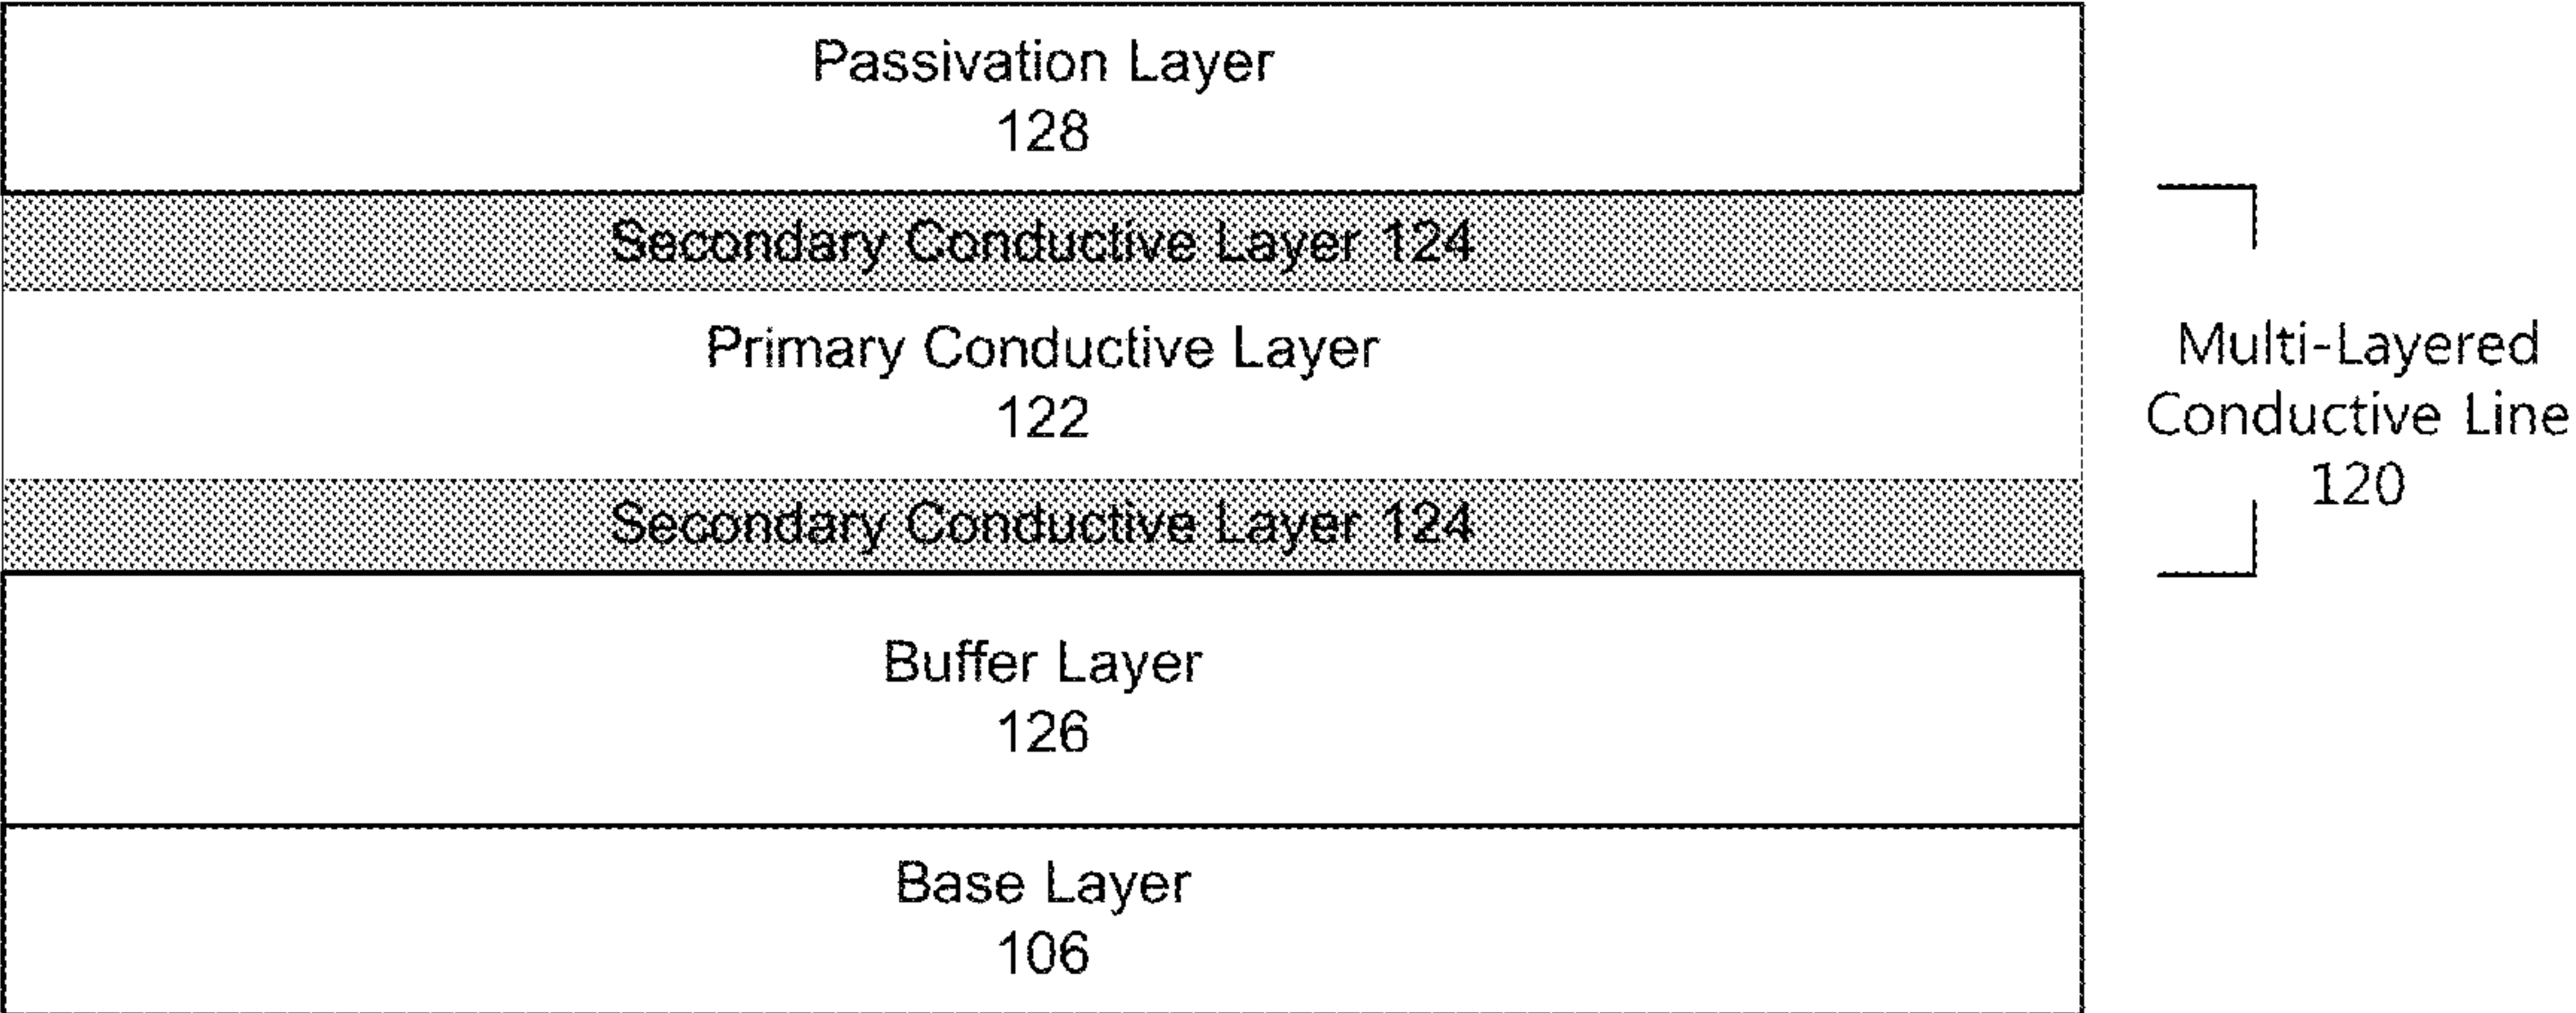 Passivation Layer
128
Secondary Conductive Layer 124
Primary Conductive Layer
122
Secondary Conductive Layer 124
Multi-Layered
Conductive Line
120
Buffer Layer
126
Base Layer
106